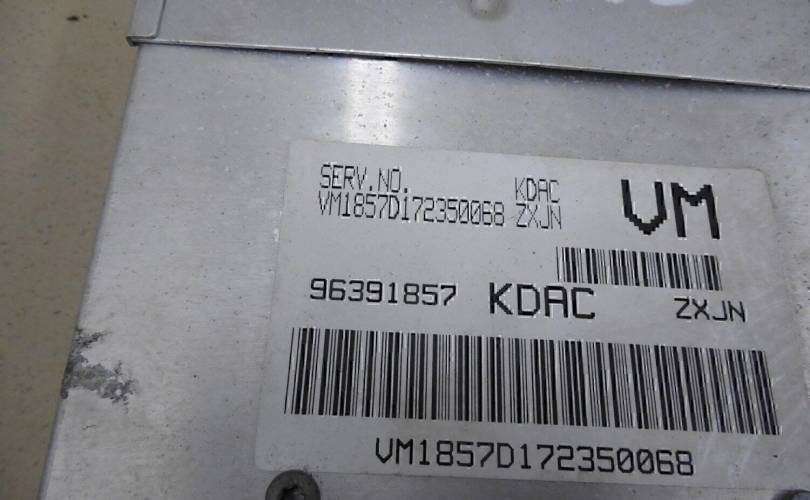 SERV.NO. KDAC
VM1857D172350068 ZXJN
VM
96391857 KDAC ZXJN
VM1857D172350068